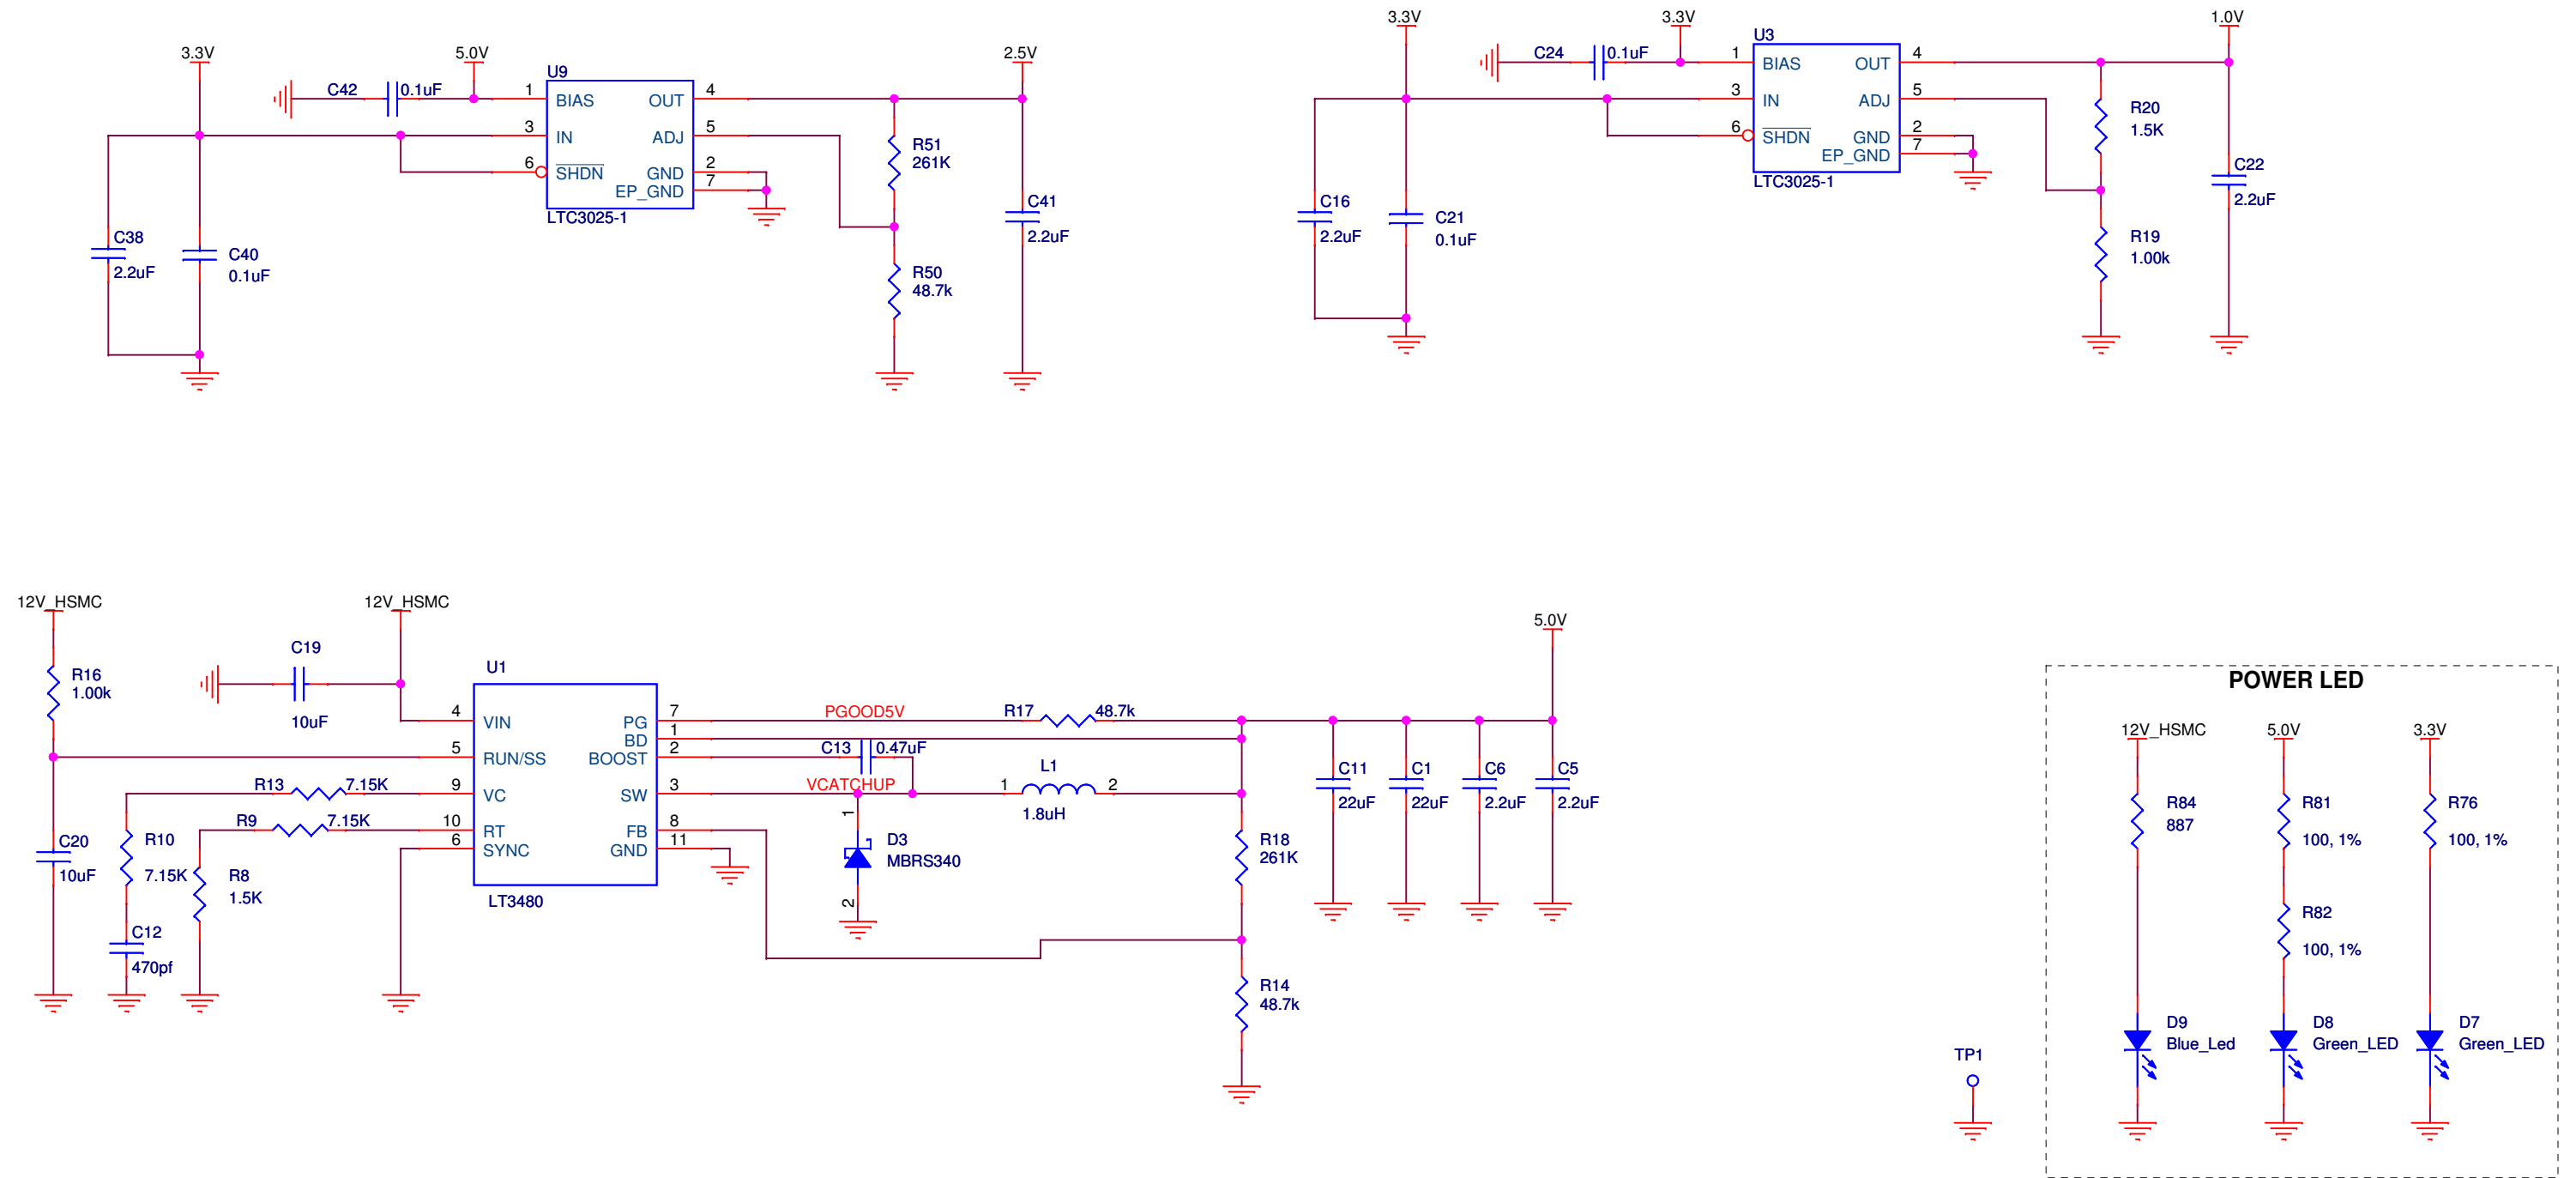 3.3V
5.0V
2.5V
C42
0.1uF
U9
1
BIAS
OUT
4
3
IN
ADJ
5
6
SHDN
GND
2
EP_GND
7
LTC3025-1
R51
261K
R50
48.7k
C41
2.2uF
C38
2.2uF
C40
0.1uF
3.3V
3.3V
1.0V
C24
0.1uF
U3
1
BIAS
OUT
4
3
IN
ADJ
5
6
SHDN
GND
2
EP_GND
7
LTC3025-1
R20
1.5K
R19
1.00k
C22
2.2uF
C16
2.2uF
C21
0.1uF
12V_HSMC
12V_HSMC
R16
1.00k
C19
10uF
U1
4
VIN
5
RUN/SS
9
VC
10
RT
6
SYNC
PG
7
BD
1
BOOST
2
SW
3
FB
8
GND
11
LT3480
R13
7.15K
R9
7.15K
R10
7.15K
R8
1.5K
C20
10uF
C12
470pf
PGOOD5V
R17
48.7k
C13
0.47uF
VCATCHUP
1
L1
2
1.8uH
1
D3
MBRS340
2
R18
261K
R14
48.7k
5.0V
C11
22uF
C1
22uF
C6
2.2uF
C5
2.2uF
TP1
POWER LED
12V_HSMC
5.0V
3.3V
R84
887
R81
100, 1%
R76
100, 1%
R82
100, 1%
D9
Blue_Led
D8
Green_LED
D7
Green_LED